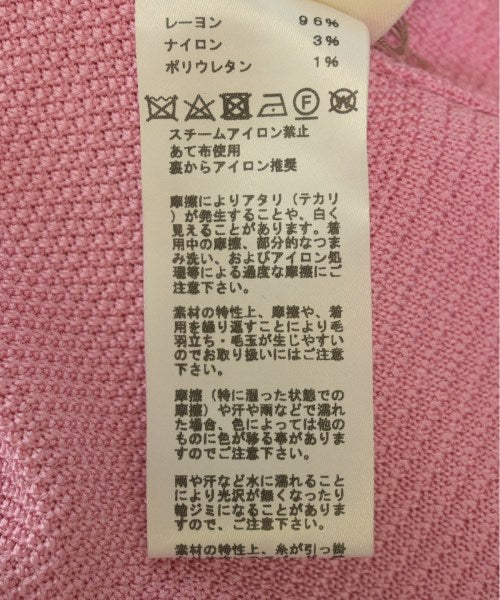 レーヨン 96%
ナイロン 3%
ポリウレタン 1%
F W
スチームアイロン禁止
あて布使用
裏からアイロン推奨
摩擦によりアタリ（テカリ
）が発生することや、白く
見えることがあります。着
用中の摩擦、部分的なつま
み洗い、およびアイロン処
理等による過度な摩擦にご
注意下さい。
素材の特性上、摩擦や、着
用を繰り返すことにより毛
羽立ち・毛玉が生じやすい
のでお取り扱いにはご注意
下さい。
摩擦（特に湿った状態での
摩擦）や汗や雨などで濡れ
た場合、色によっては他の
ものに色が移る事がありま
すのでご注意下さい。
雨や汗など水に濡れること
により光沢が無くなったり
輪ジミになることがありま
すので、ご注意下さい。
素材の特性上、糸が引っ掛